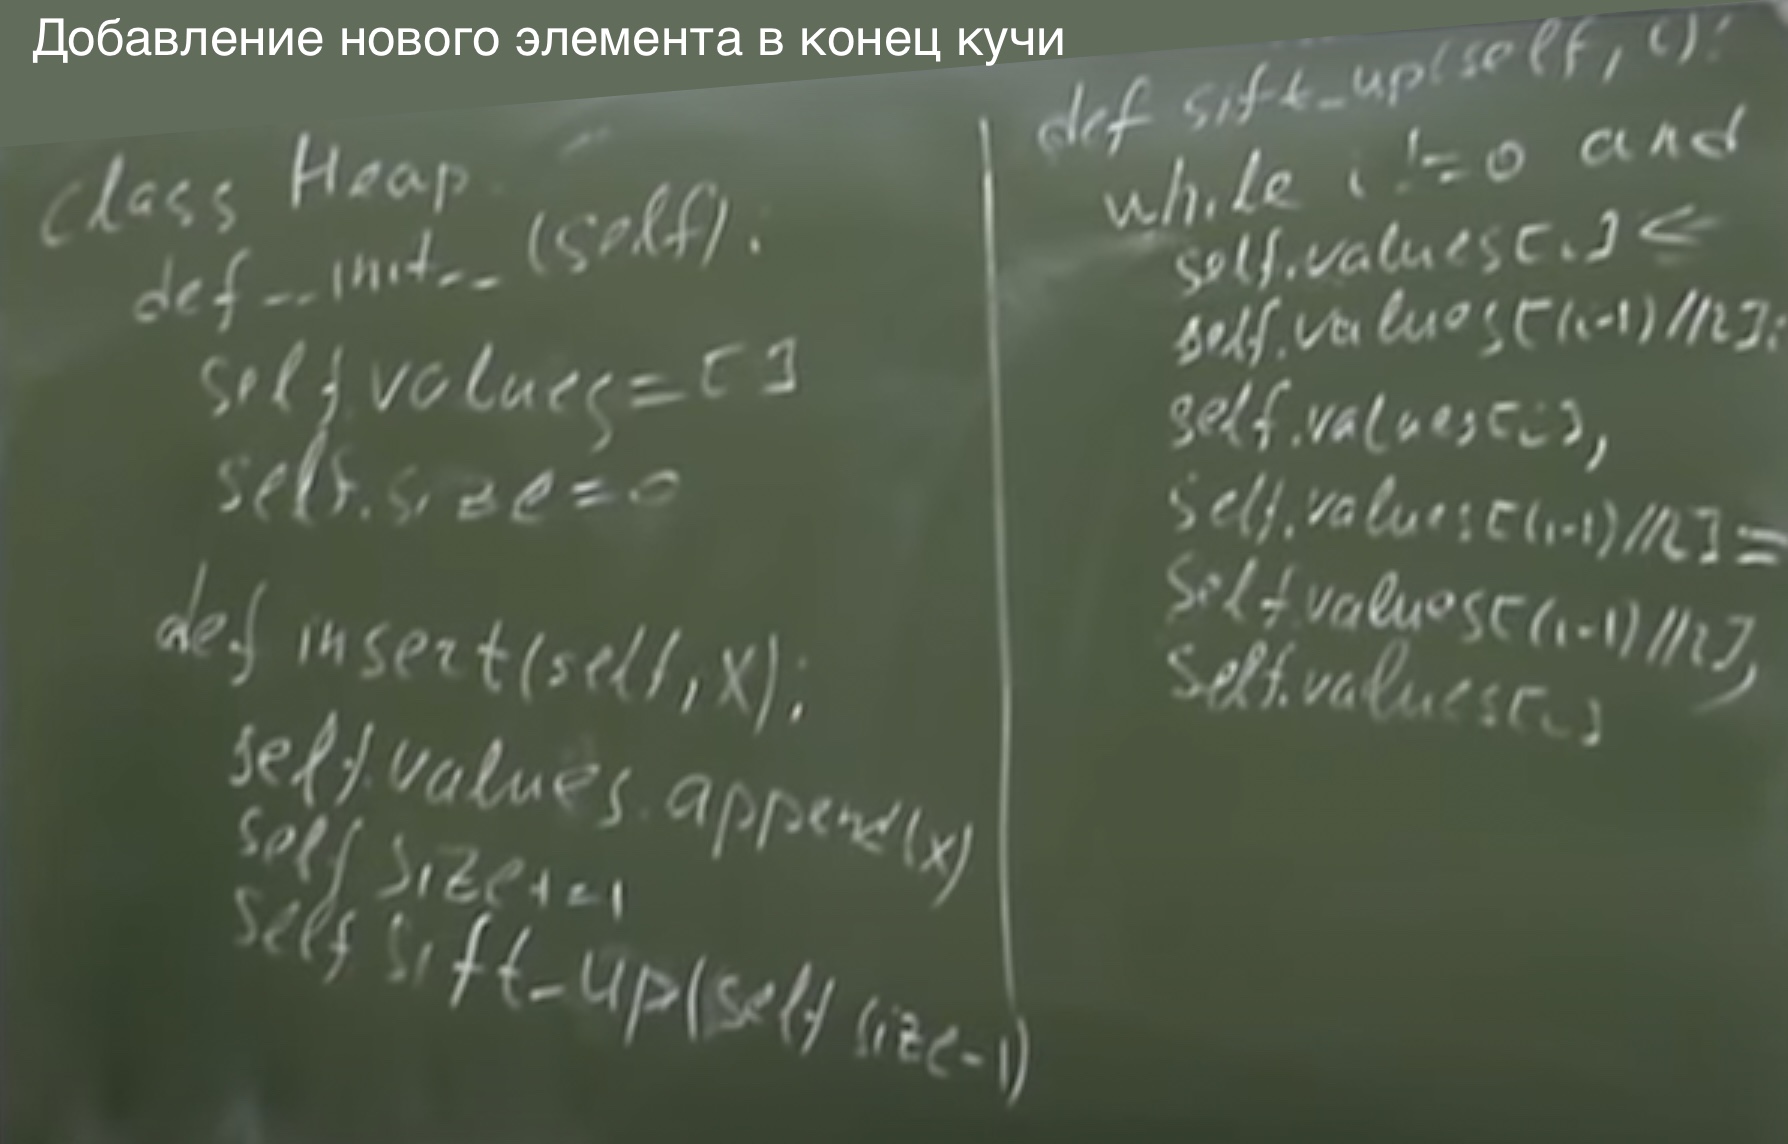 Добавление нового элемента в конец кучи
class Heap
def __init__ (self):
self.values = [ ]
self.size = 0
def insert(self, x):
self.values.append(x)
self size += 1
self sift_up(self size-1)
def sift_up(self, i):
while i != 0 and
self.values[i] <
self.values[(i-1)//2]:
self.values[i],
self.values[(i-1)//2] =
self.values[(i-1)//2],
self.values[i]